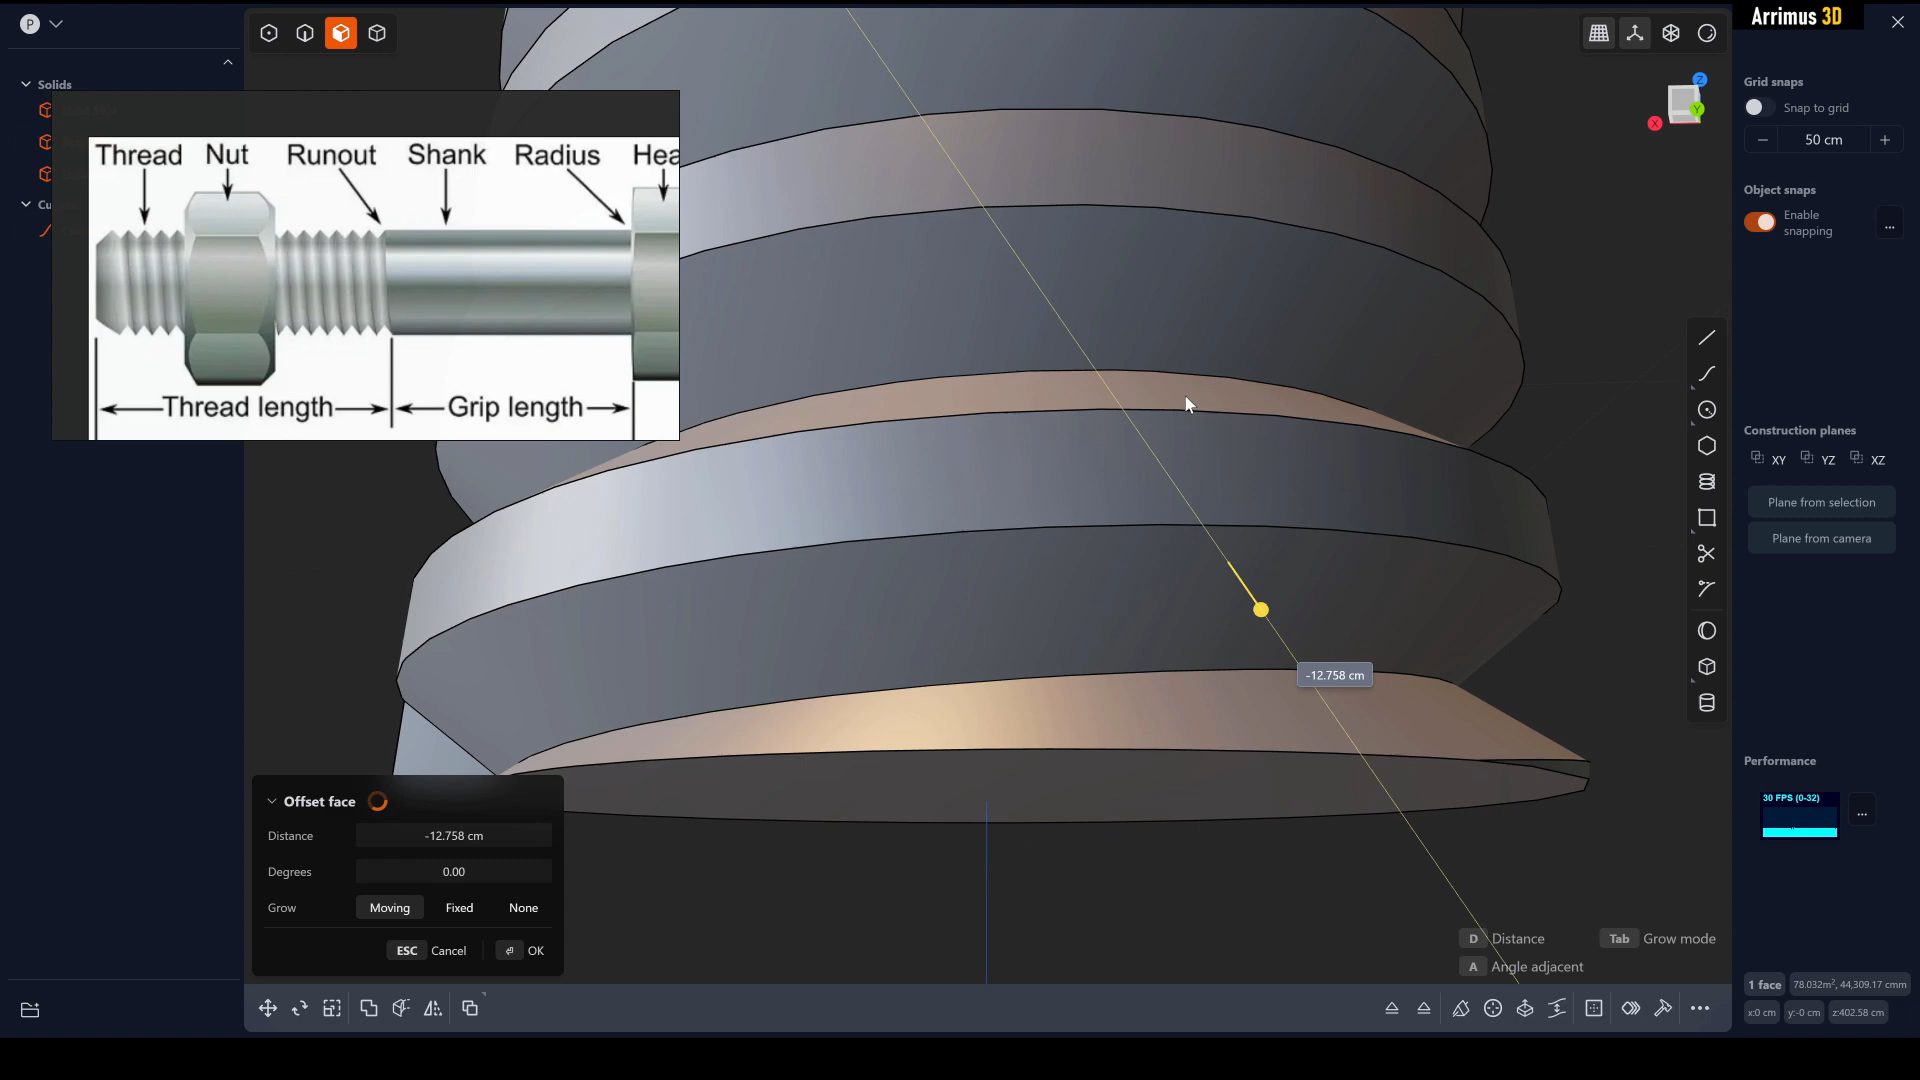 P
Arrimus 3D
Solids
Cu
Thread Nut Runout Shank Radius Hea
Thread length Grip length
Z
Y
X
Grid snaps
Snap to grid
50 cm
Object snaps
Enable
snapping
...
Construction planes
XY YZ XZ
Plane from selection
Plane from camera
-12.758 cm
Performance
30 FPS (0-32)
...
Offset face
Distance -12.758 cm
Degrees 0.00
Grow Moving Fixed None
ESC Cancel OK
D Distance Tab Grow mode
A Angle adjacent
1 face 78.032m², 44,309.17 cmm
x:0 cm y:-0 cm z:402.58 cm